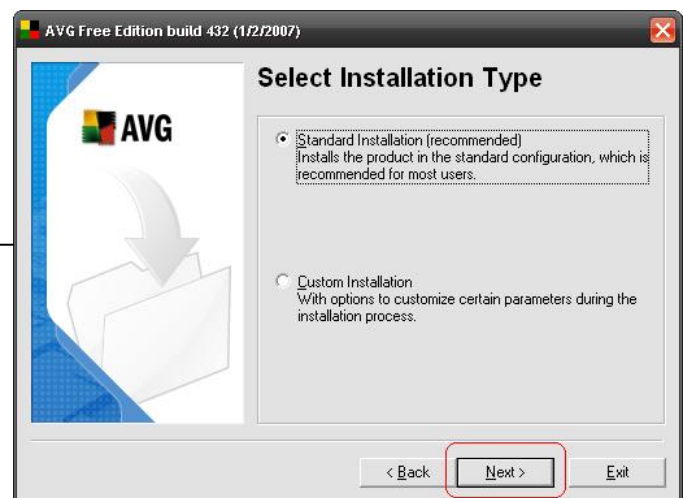 AVG Free Edition build 432 (1/2/2007)
Select Installation Type
AVG
Standard Installation (recommended)
Installs the product in the standard configuration, which is
recommended for most users.
Custom Installation
With options to customize certain parameters during the
installation process.
< Back
Next >
Exit